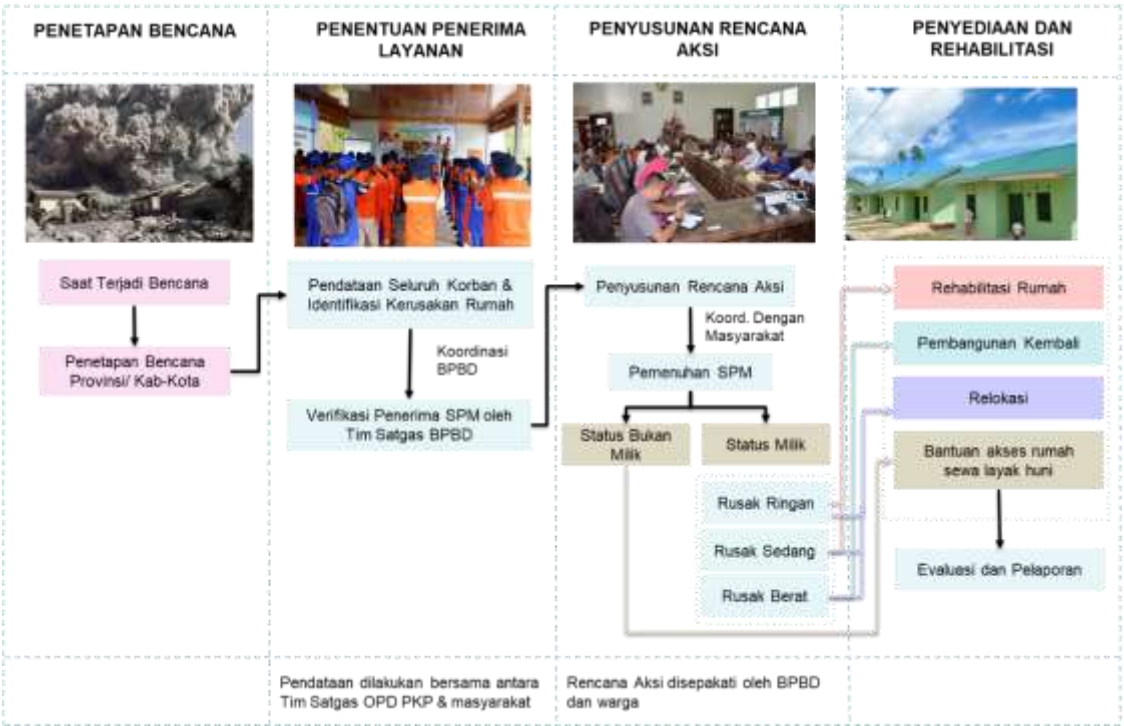 PENETAPAN BENCANA
PENENTUAN PENERIMA
LAYANAN
PENYUSUNAN RENCANA
AKSI
PENYEDIAAN DAN
REHABILITASI
Saat Terjadi Bencana
Penetapan Bencana
Provinsi/ Kab-Kota
Pendataan Seluruh Korban &
Identifikasi Kerusakan Rumah
Koordinasi
BPBD
Verifikasi Penerima SPM oleh
Tim Satgas BPBD
Penyusunan Rencana Aksi
Koord. Dengan
Masyarakat
Pemenuhan SPM
Status Bukan
Milik
Status Milik
Rusak Ringan
Rusak Sedang
Rusak Berat
Rehabilitasi Rumah
Pembangunan Kembali
Relokasi
Bantuan akses rumah
sewa layak huni
Evaluasi dan Pelaporan
Pendataan dilakukan bersama antara
Tim Satgas OPD PKP & masyarakat
Rencana Aksi disepakati oleh BPBD
dan warga